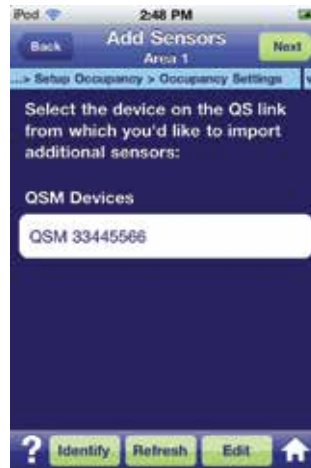 iPod 2:48 PM
Back Add Sensors Next
Area 1
...> Setup Occupancy > Occupancy Settings
Select the device on the QS link
from which you'd like to import
additional sensors:
QSM Devices
QSM 33445566
? Identify Refresh Edit